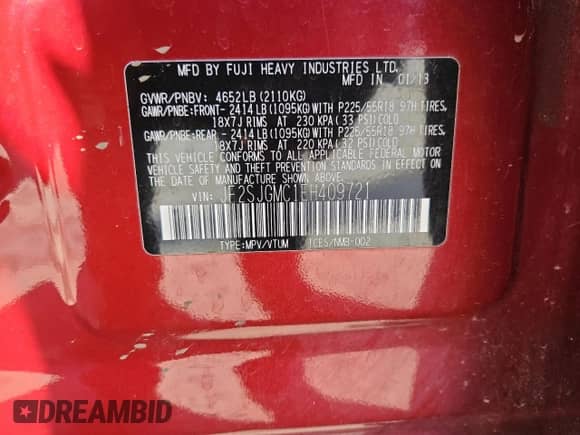 MFD BY FUJI HEAVY INDUSTRIES LTD.
MFD. IN 01/13
GVWR/PNBV: 4652LB (2110KG)
GAWR/PNBE: FRONT- 2414LB(1095KG)WITH P225/55R18 97H TIRES,
18X7J RIMS AT 230 KPA(33 PSI)COLD
GAWR/PNBE: REAR - 2414LB(1095KG)WITH P225/55R18 97H TIRES,
18X7J RIMS AT 220 KPA(32 PSI)COLD
THIS VEHICLE CONFORMS TO ALL APPLICABLE FEDERAL MOTOR
VEHICLE SAFETY, BUMPER, AND THEFT PREVENTION STANDARDS IN EFFECT ON THE
DATE OF MANUFACTURE SHOWN ABOVE.
VIN: JF2SJGMC1EH409721
TYPE:MPV/VTUM ICES/NMB-002
DREAMBID